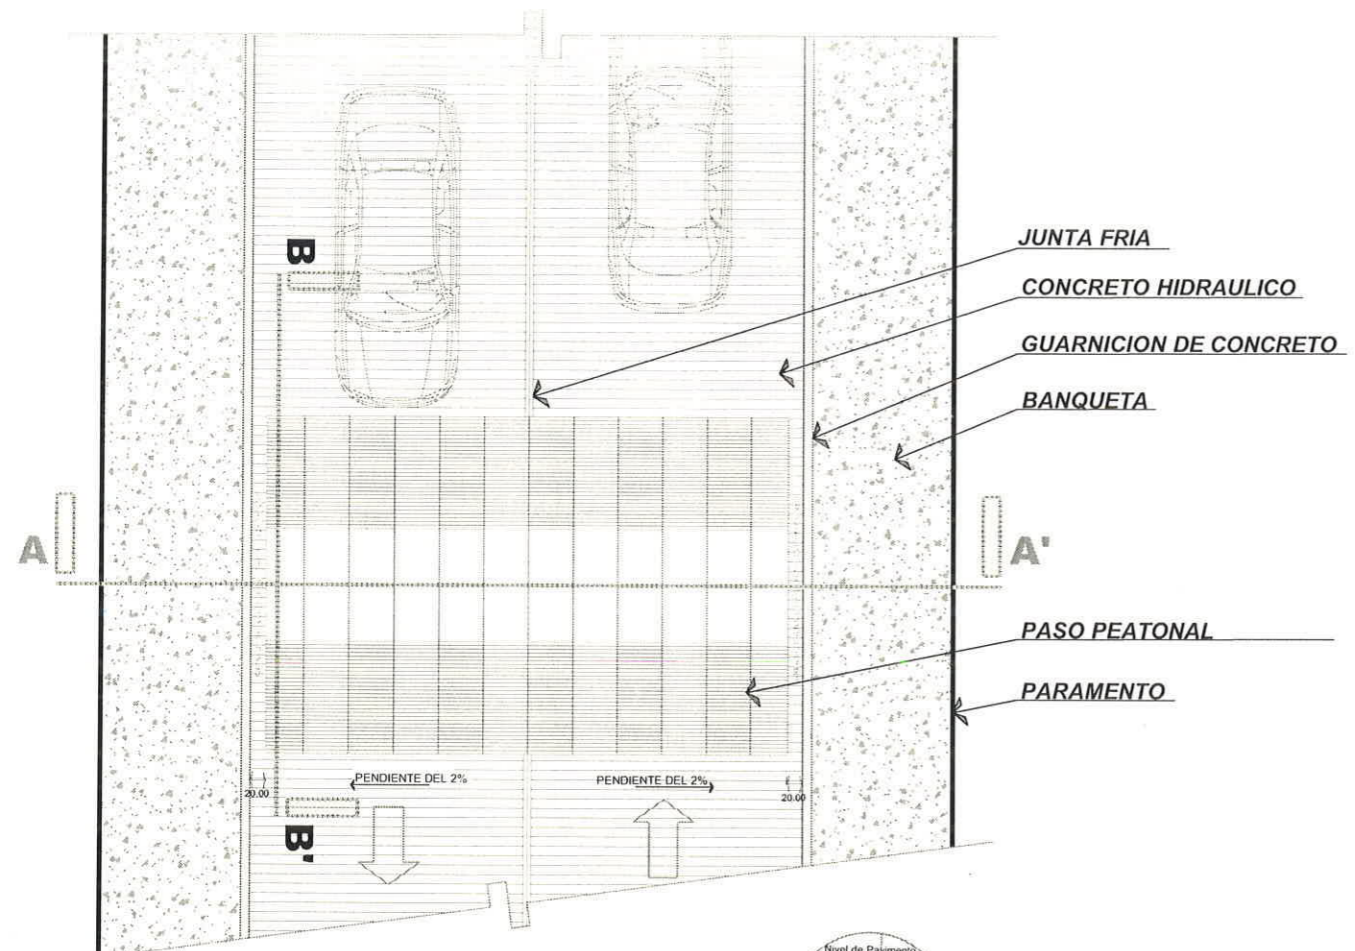 B
JUNTA FRIA
CONCRETO HIDRAULICO
GUARNICION DE CONCRETO
BANQUETA
A
A'
PASO PEATONAL
PARAMENTO
PENDIENTE DEL 2%
PENDIENTE DEL 2%
20.00
20.00
B'
Nivel de Pavimento